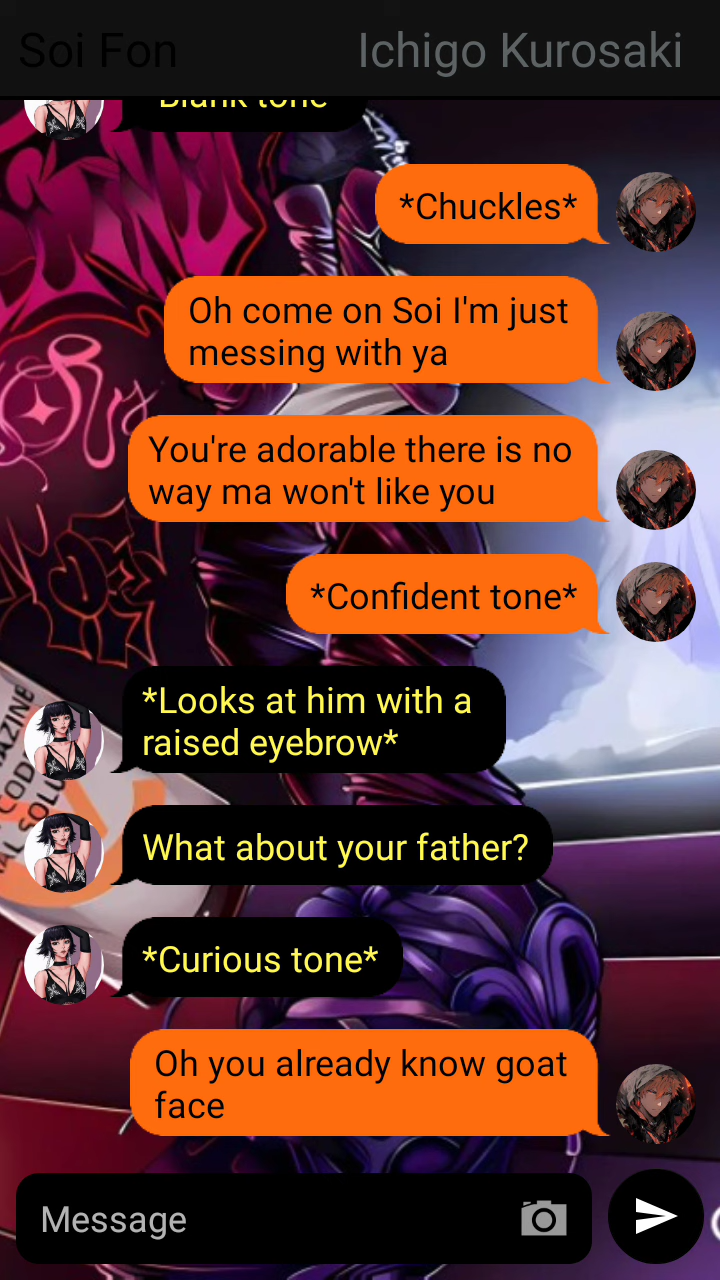 Soi Fon
Ichigo Kurosaki
Blank tone
*Chuckles*
Oh come on Soi I'm just
messing with ya
You're adorable there is no
way ma won't like you
*Confident tone*
*Looks at him with a
raised eyebrow*
What about your father?
*Curious tone*
Oh you already know goat
face
Message